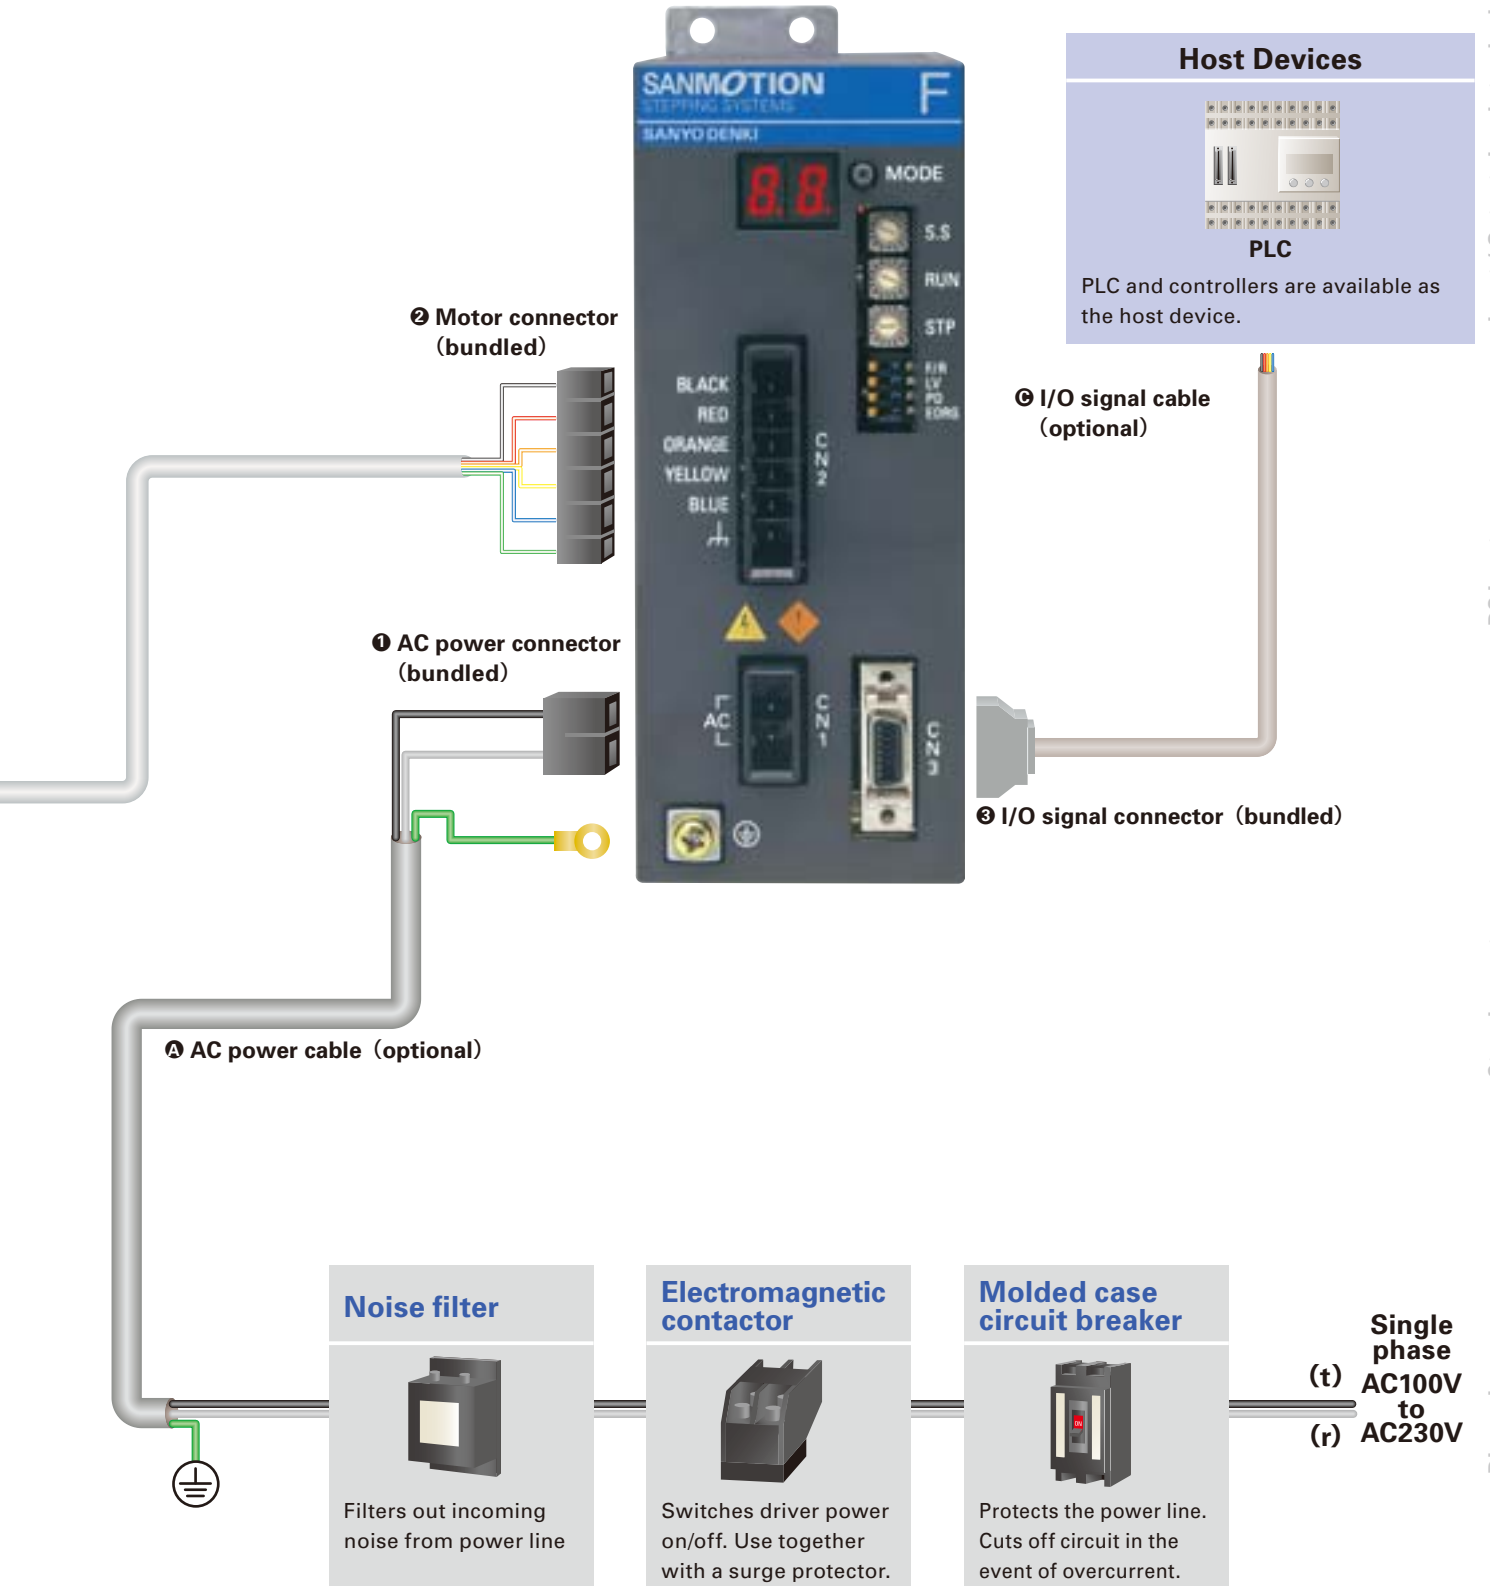 SANMOTION
STEPPING SYSTEMS
F
SANYO DENKI
8.8.
MODE
S.S
RUN
STP
F/R
LV
PD
EORG
BLACK
RED
ORANGE
YELLOW
BLUE
CN2
AC
CN1
CN3
Host Devices
PLC
PLC and controllers are available as
the host device.
❷ Motor connector
(bundled)
🅒 I/O signal cable
(optional)
❶ AC power connector
(bundled)
❸ I/O signal connector (bundled)
🅐 AC power cable (optional)
Noise filter
Filters out incoming
noise from power line
Electromagnetic
contactor
Switches driver power
on/off. Use together
with a surge protector.
Molded case
circuit breaker
ON
Protects the power line.
Cuts off circuit in the
event of overcurrent.
Single
phase
(t) AC100V
to
(r) AC230V